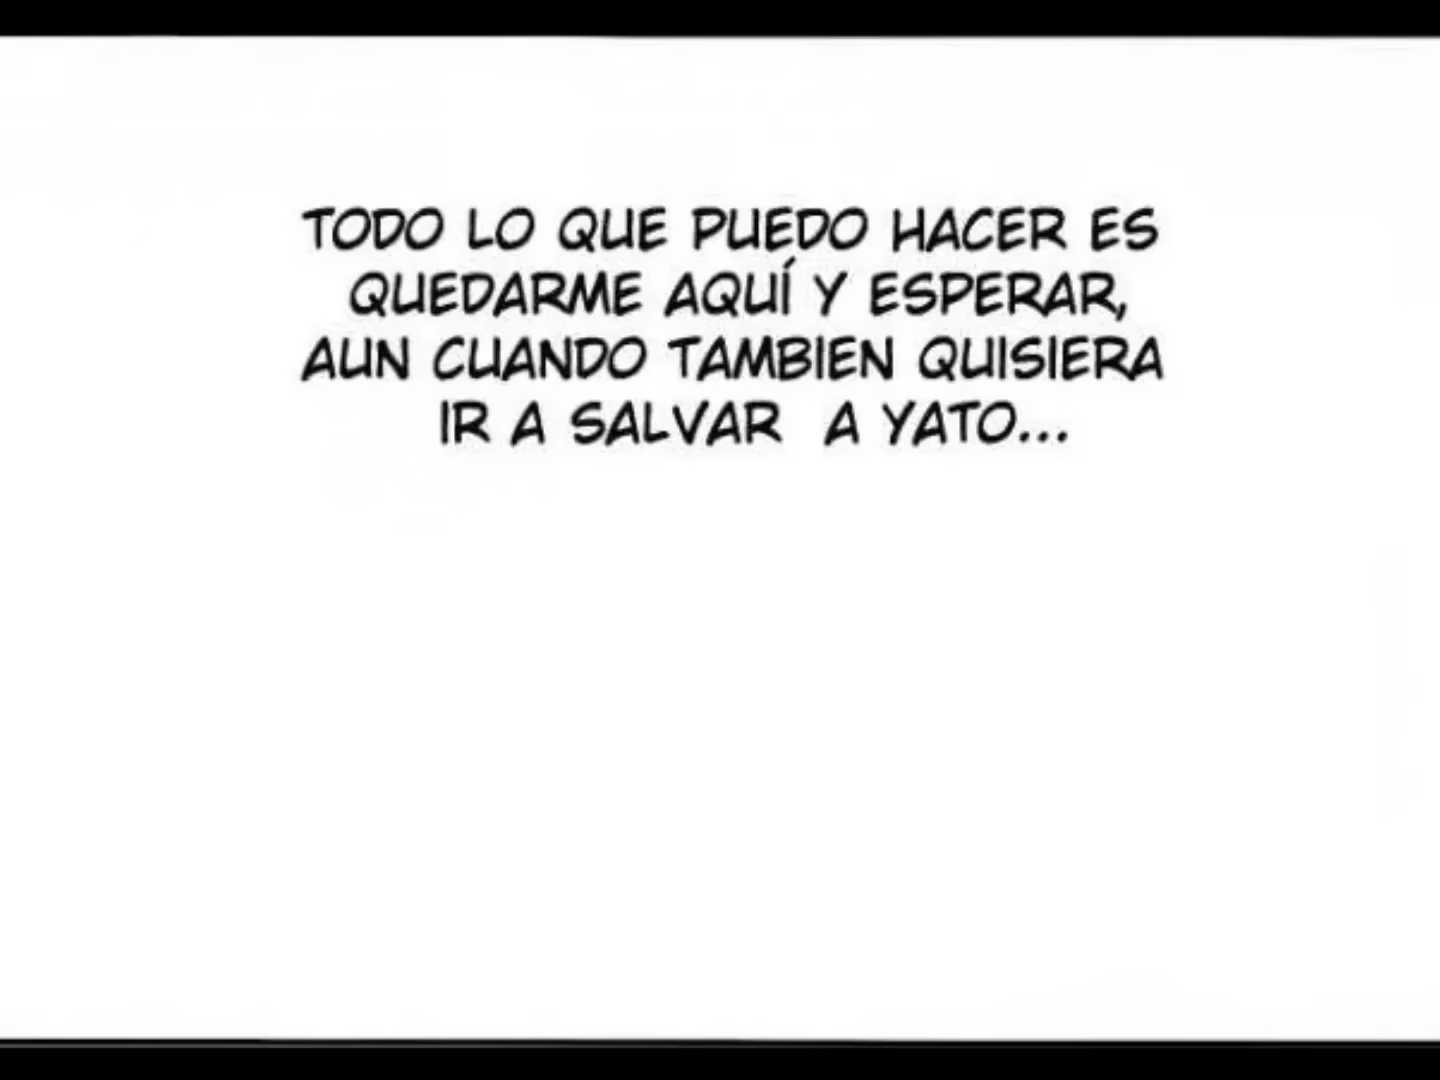 TODO LO QUE PUEDO HACER ES
QUEDARME AQUÍ Y ESPERAR,
AUN CUANDO TAMBIEN QUISIERA
IR A SALVAR A YATO...